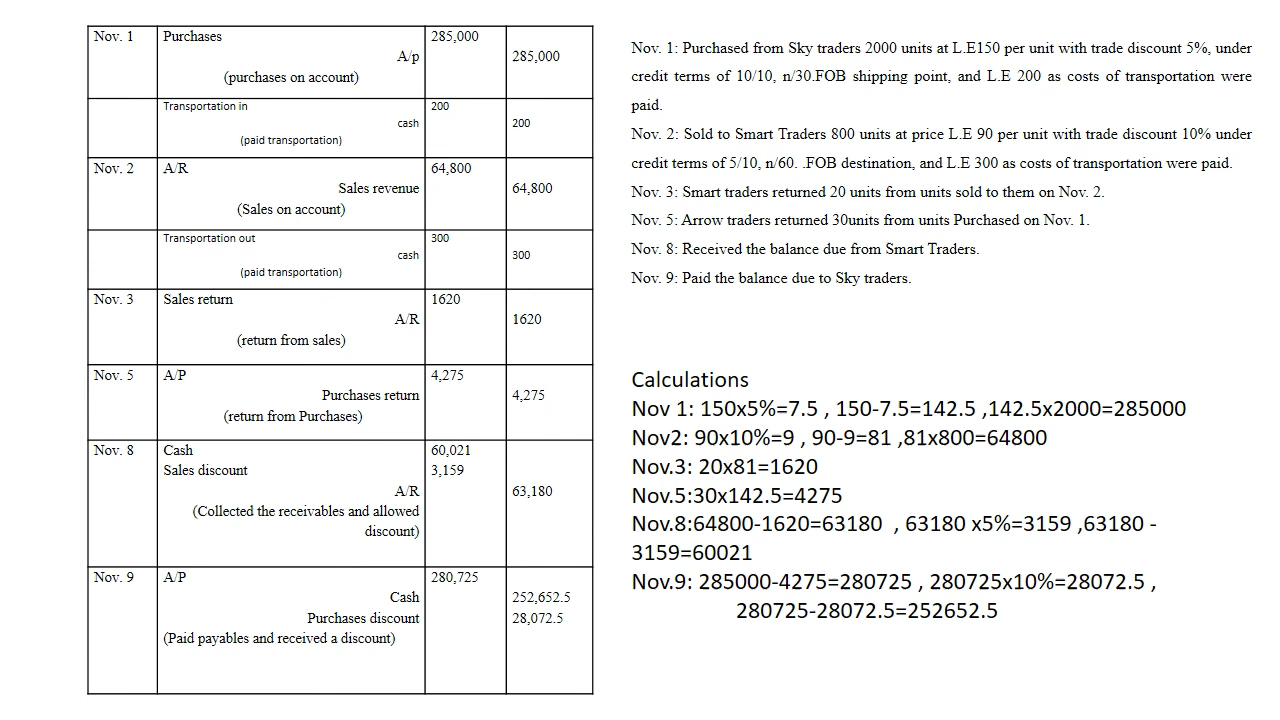 Nov. 1 Purchases 285,000
A/p 285,000
(purchases on account)
Transportation in 200
cash 200
(paid transportation)
Nov. 2 A/R 64,800
Sales revenue 64,800
(Sales on account)
Transportation out 300
cash 300
(paid transportation)
Nov. 3 Sales return 1620
A/R 1620
(return from sales)
Nov. 5 A/P 4,275
Purchases return 4,275
(return from Purchases)
Nov. 8 Cash 60,021
Sales discount 3,159
A/R 63,180
(Collected the receivables and allowed
discount)
Nov. 9 A/P 280,725
Cash 252,652.5
Purchases discount 28,072.5
(Paid payables and received a discount)
Nov. 1: Purchased from Sky traders 2000 units at L.E150 per unit with trade discount 5%, under
credit terms of 10/10, n/30.FOB shipping point, and L.E 200 as costs of transportation were
paid.
Nov. 2: Sold to Smart Traders 800 units at price L.E 90 per unit with trade discount 10% under
credit terms of 5/10, n/60. .FOB destination, and L.E 300 as costs of transportation were paid.
Nov. 3: Smart traders returned 20 units from units sold to them on Nov. 2.
Nov. 5: Arrow traders returned 30units from units Purchased on Nov. 1.
Nov. 8: Received the balance due from Smart Traders.
Nov. 9: Paid the balance due to Sky traders.
Calculations
Nov 1: 150x5%=7.5 , 150-7.5=142.5 ,142.5x2000=285000
Nov2: 90x10%=9 , 90-9=81 ,81x800=64800
Nov.3: 20x81=1620
Nov.5:30x142.5=4275
Nov.8:64800-1620=63180 , 63180 x5%=3159 ,63180 -
3159=60021
Nov.9: 285000-4275=280725 , 280725x10%=28072.5 ,
280725-28072.5=252652.5